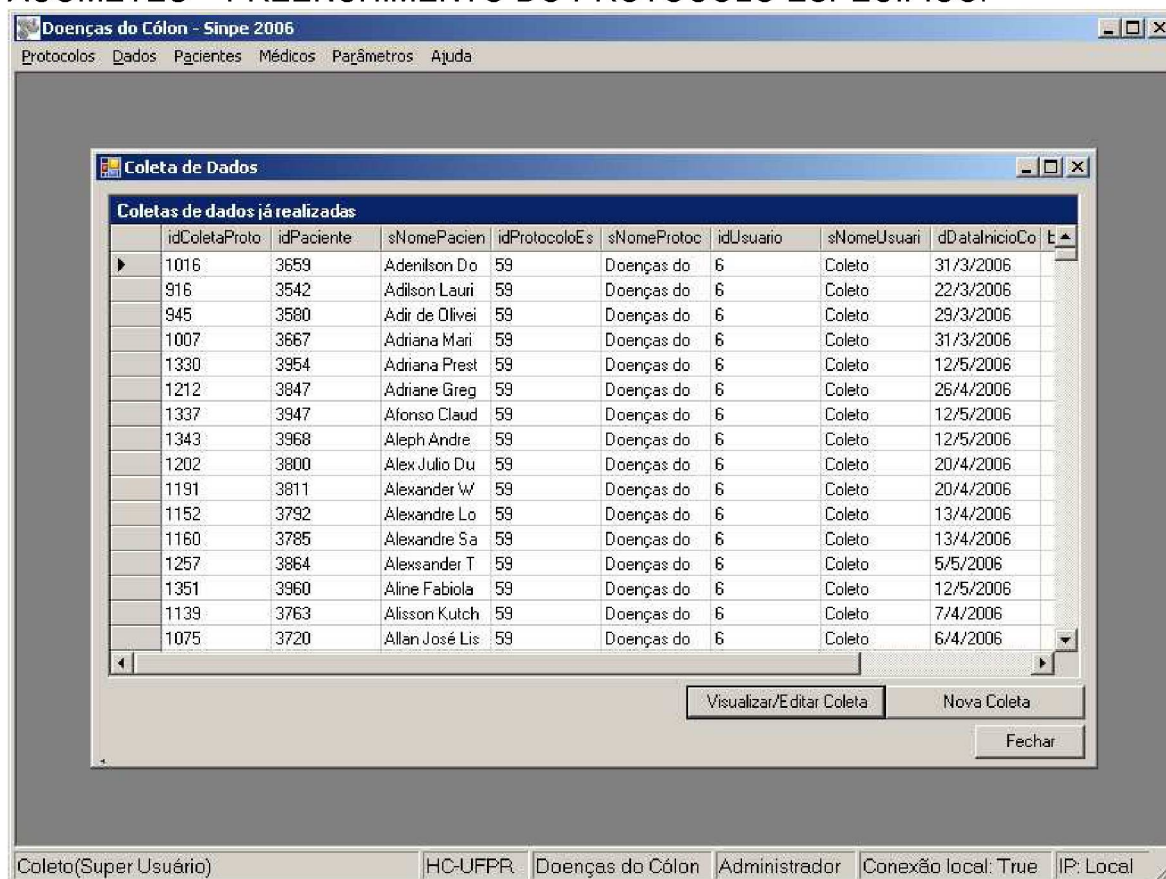 Doenças do Cólon - Sinpe 2006
Protocolos Dados Pacientes Médicos Parâmetros Ajuda
Coleta de Dados
Coletas de dados já realizadas
idColetaProto idPaciente sNomePacien idProtocoloEs sNomeProtoc idUsuario sNomeUsuari dDataInicioCo
1016 3659 Adenilson Do 59 Doenças do 6 Coleto 31/3/2006
916 3542 Adilson Lauri 59 Doenças do 6 Coleto 22/3/2006
945 3580 Adir de Olivei 59 Doenças do 6 Coleto 29/3/2006
1007 3667 Adriana Mari 59 Doenças do 6 Coleto 31/3/2006
1330 3954 Adriana Prest 59 Doenças do 6 Coleto 12/5/2006
1212 3847 Adriane Greg 59 Doenças do 6 Coleto 26/4/2006
1337 3947 Afonso Claud 59 Doenças do 6 Coleto 12/5/2006
1343 3968 Aleph Andre 59 Doenças do 6 Coleto 12/5/2006
1202 3800 Alex Julio Du 59 Doenças do 6 Coleto 20/4/2006
1191 3811 Alexander W 59 Doenças do 6 Coleto 20/4/2006
1152 3792 Alexandre Lo 59 Doenças do 6 Coleto 13/4/2006
1160 3785 Alexandre Sa 59 Doenças do 6 Coleto 13/4/2006
1257 3864 Alexsander T 59 Doenças do 6 Coleto 5/5/2006
1351 3960 Aline Fabiola 59 Doenças do 6 Coleto 12/5/2006
1139 3763 Alisson Kutch 59 Doenças do 6 Coleto 7/4/2006
1075 3720 Allan José Lis 59 Doenças do 6 Coleto 6/4/2006
Visualizar/Editar Coleta Nova Coleta
Fechar
Coleto(Super Usuário) HC-UFPR Doenças do Cólon Administrador Conexão local: True IP: Local